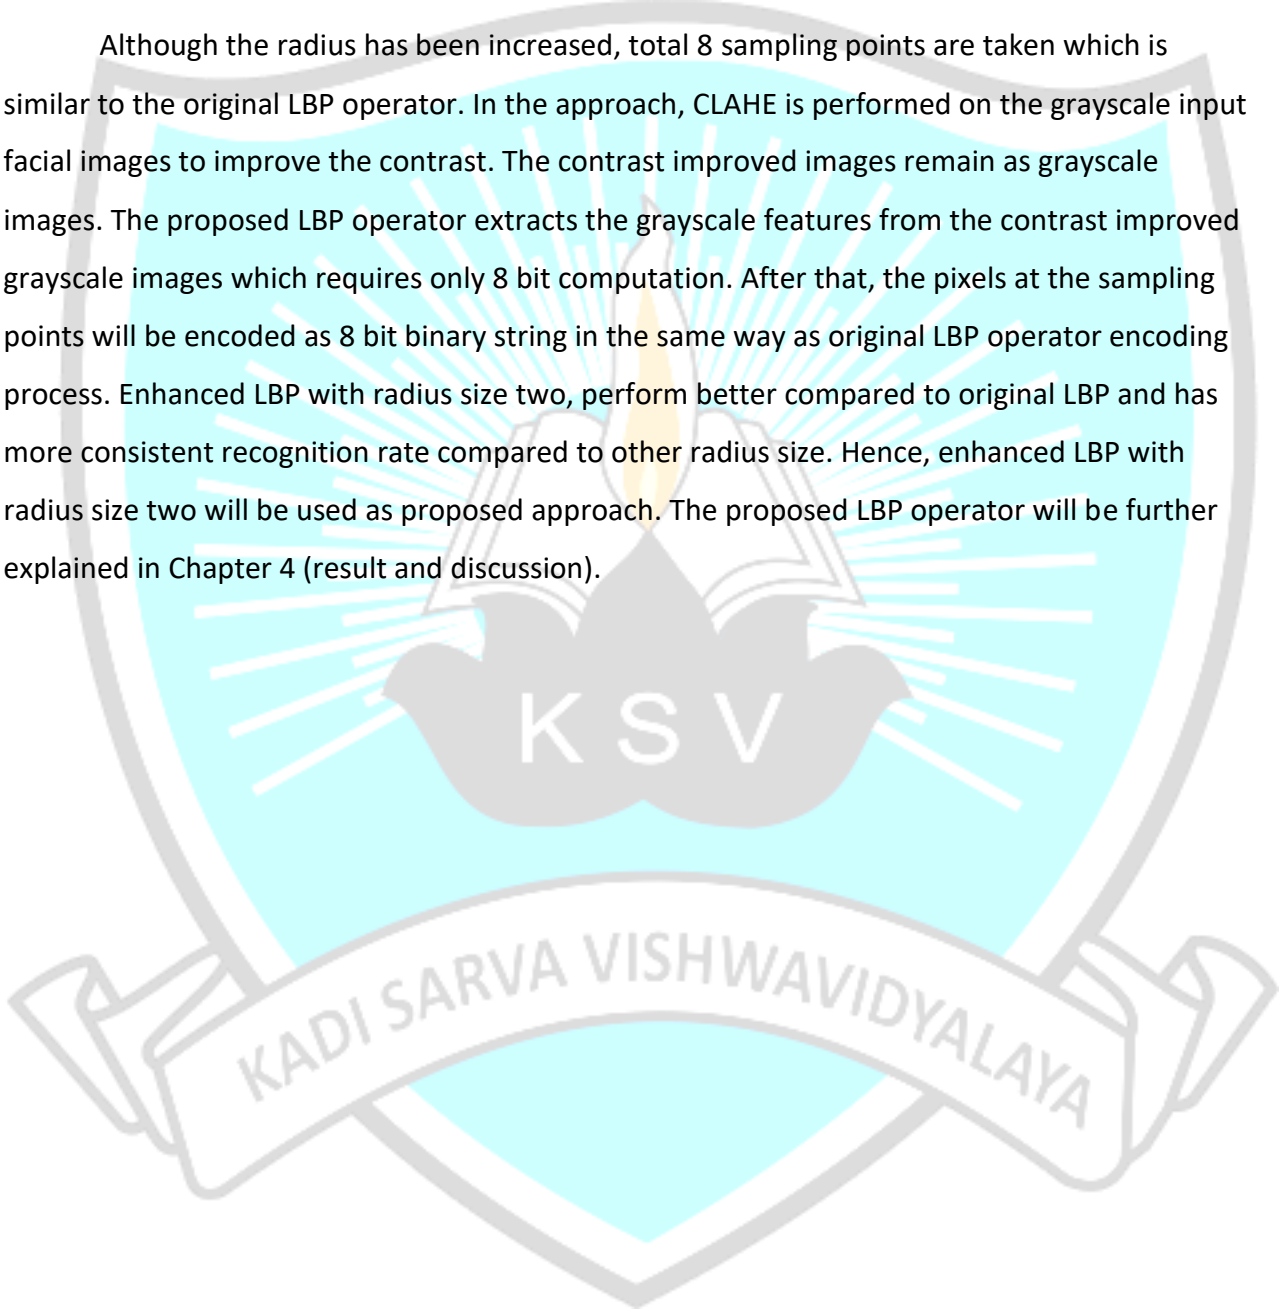 Although the radius has been increased, total 8 sampling points are taken which is
similar to the original LBP operator. In the approach, CLAHE is performed on the grayscale input
facial images to improve the contrast. The contrast improved images remain as grayscale
images. The proposed LBP operator extracts the grayscale features from the contrast improved
grayscale images which requires only 8 bit computation. After that, the pixels at the sampling
points will be encoded as 8 bit binary string in the same way as original LBP operator encoding
process. Enhanced LBP with radius size two, perform better compared to original LBP and has
more consistent recognition rate compared to other radius size. Hence, enhanced LBP with
radius size two will be used as proposed approach. The proposed LBP operator will be further
explained in Chapter 4 (result and discussion).
K S V
KADI SARVA VISHWAVIDYALAYA